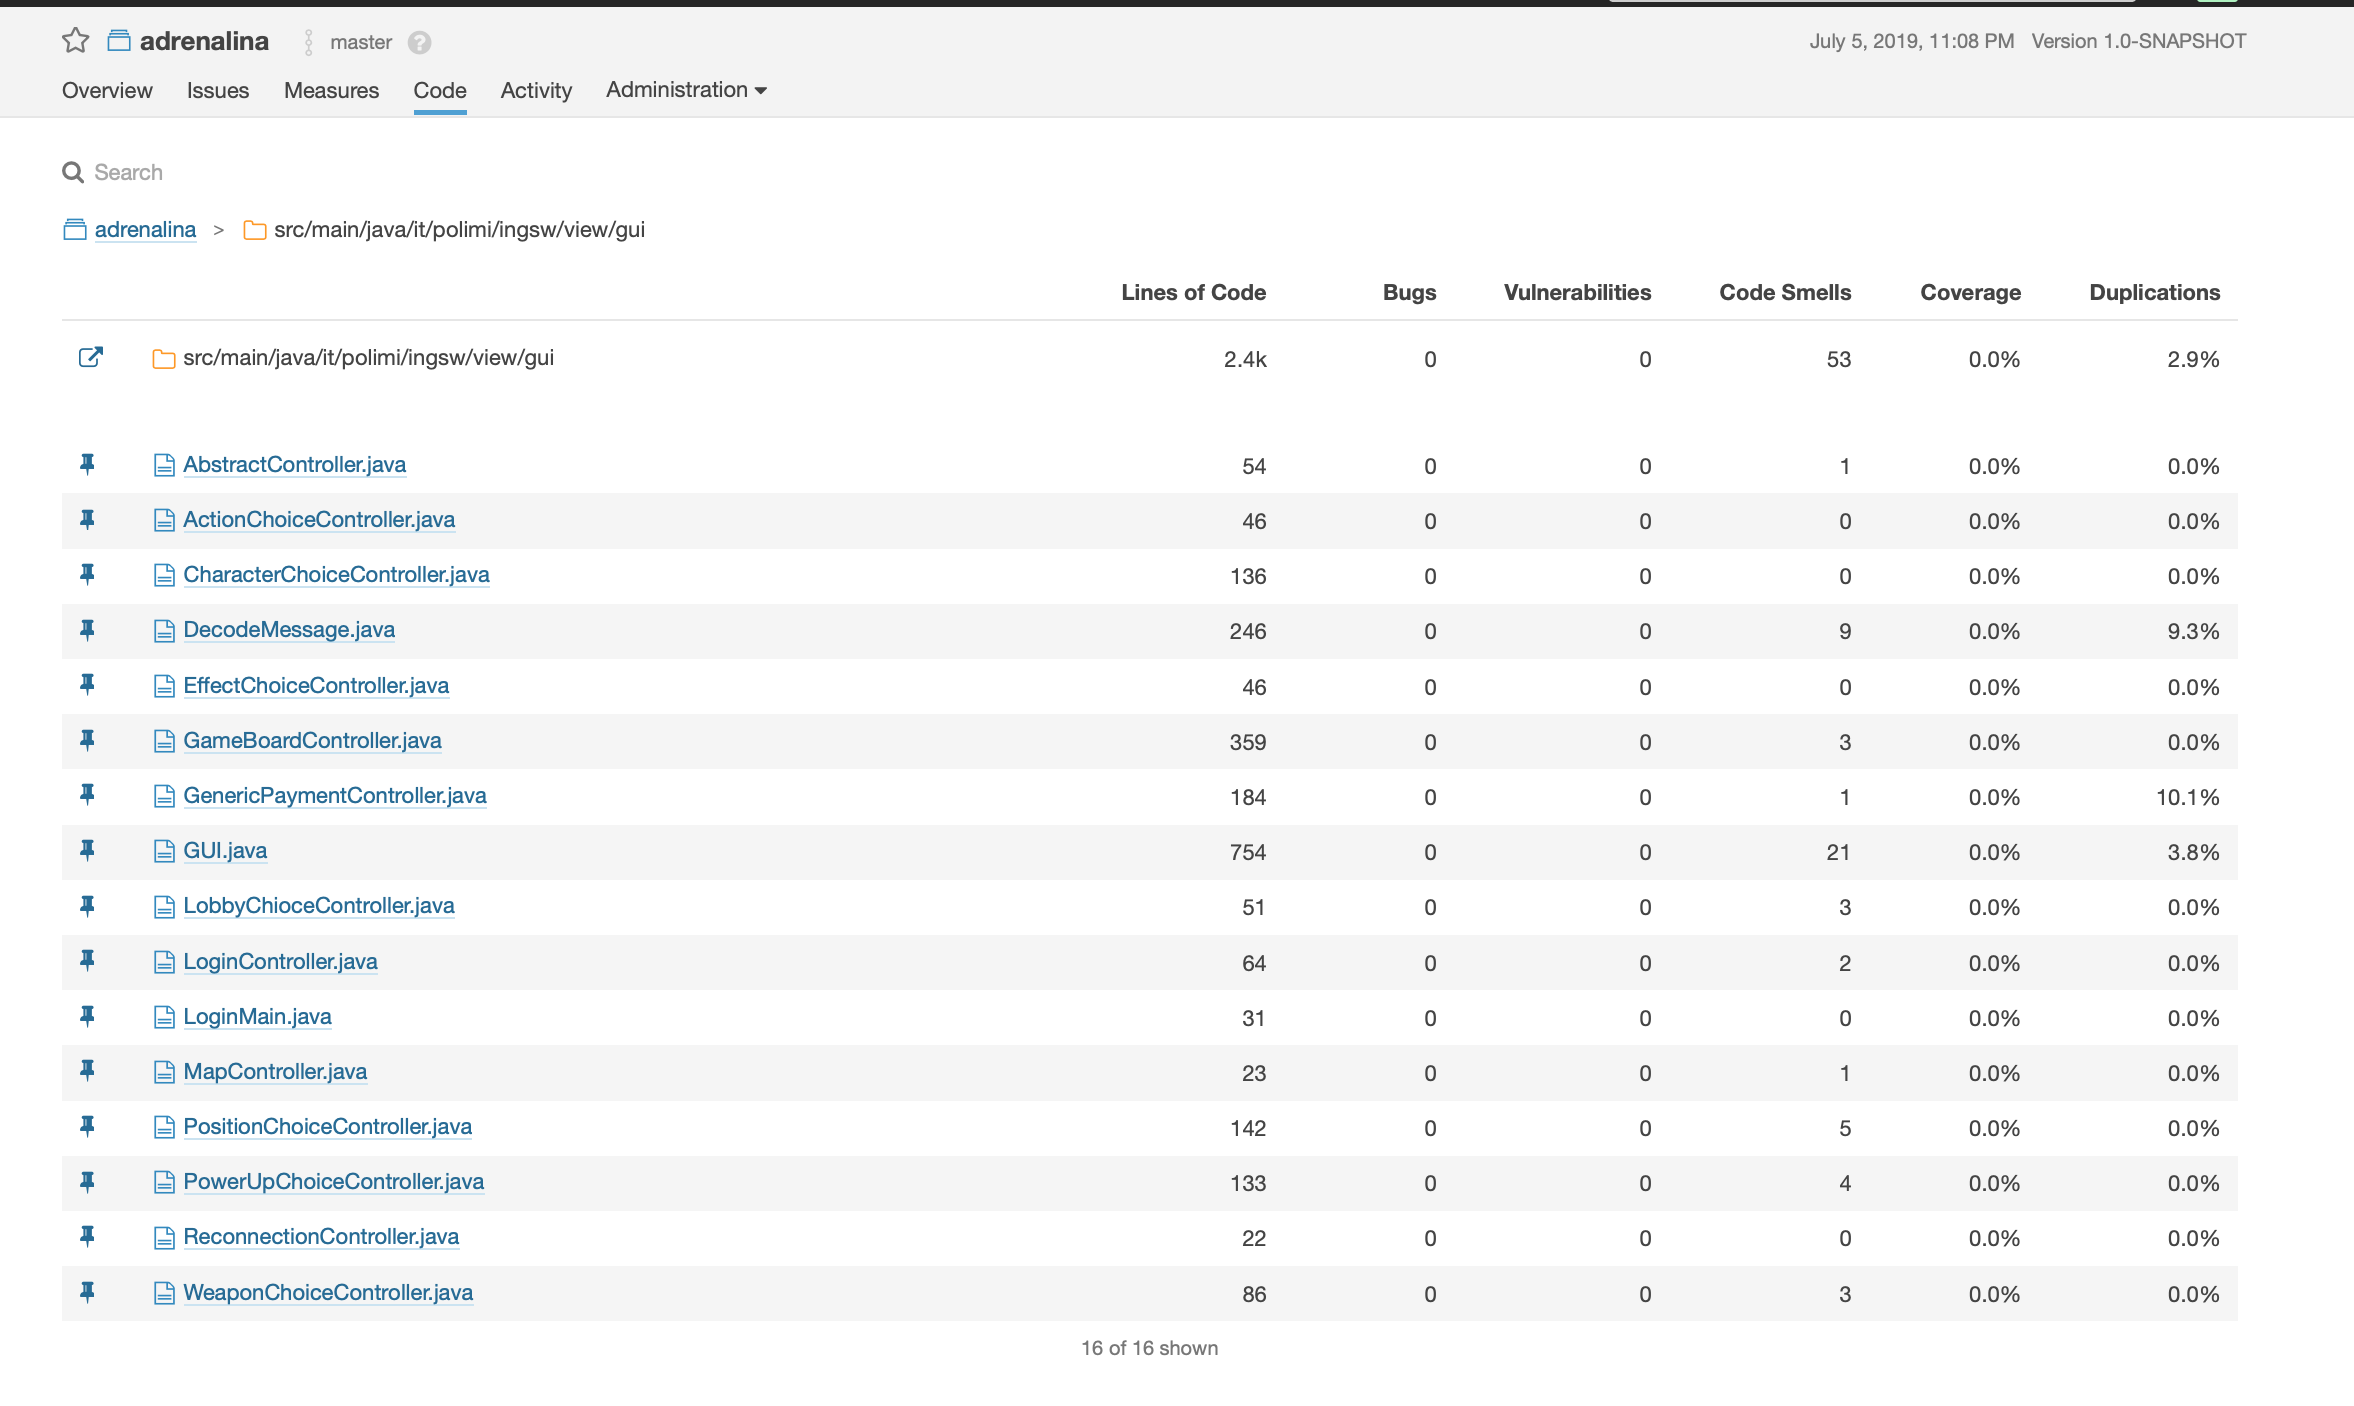 adrenalina master ? July 5, 2019, 11:08 PM Version 1.0-SNAPSHOT
Overview Issues Measures Code Activity Administration
Search
adrenalina > src/main/java/it/polimi/ingsw/view/gui
Lines of Code Bugs Vulnerabilities Code Smells Coverage Duplications
src/main/java/it/polimi/ingsw/view/gui 2.4k 0 0 53 0.0% 2.9%
AbstractController.java 54 0 0 1 0.0% 0.0%
ActionChoiceController.java 46 0 0 0 0.0% 0.0%
CharacterChoiceController.java 136 0 0 0 0.0% 0.0%
DecodeMessage.java 246 0 0 9 0.0% 9.3%
EffectChoiceController.java 46 0 0 0 0.0% 0.0%
GameBoardController.java 359 0 0 3 0.0% 0.0%
GenericPaymentController.java 184 0 0 1 0.0% 10.1%
GUI.java 754 0 0 21 0.0% 3.8%
LobbyChioceController.java 51 0 0 3 0.0% 0.0%
LoginController.java 64 0 0 2 0.0% 0.0%
LoginMain.java 31 0 0 0 0.0% 0.0%
MapController.java 23 0 0 1 0.0% 0.0%
PositionChoiceController.java 142 0 0 5 0.0% 0.0%
PowerUpChoiceController.java 133 0 0 4 0.0% 0.0%
ReconnectionController.java 22 0 0 0 0.0% 0.0%
WeaponChoiceController.java 86 0 0 3 0.0% 0.0%
16 of 16 shown